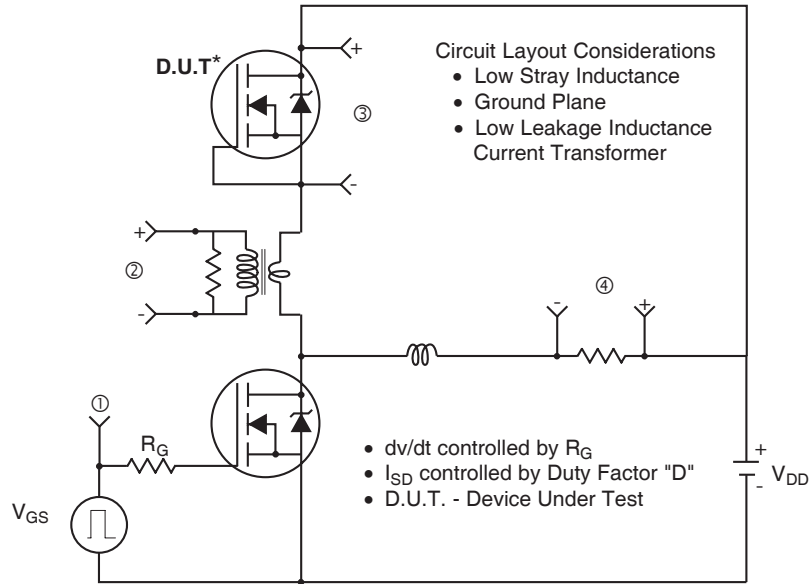 D.U.T*
+
Circuit Layout Considerations
• Low Stray Inductance
• Ground Plane
• Low Leakage Inductance
Current Transformer
③
-
+
②
-
④
-
+
①
R_G
V_GS
• dv/dt controlled by R_G
• I_SD controlled by Duty Factor "D"
• D.U.T. - Device Under Test
+
V_DD
-